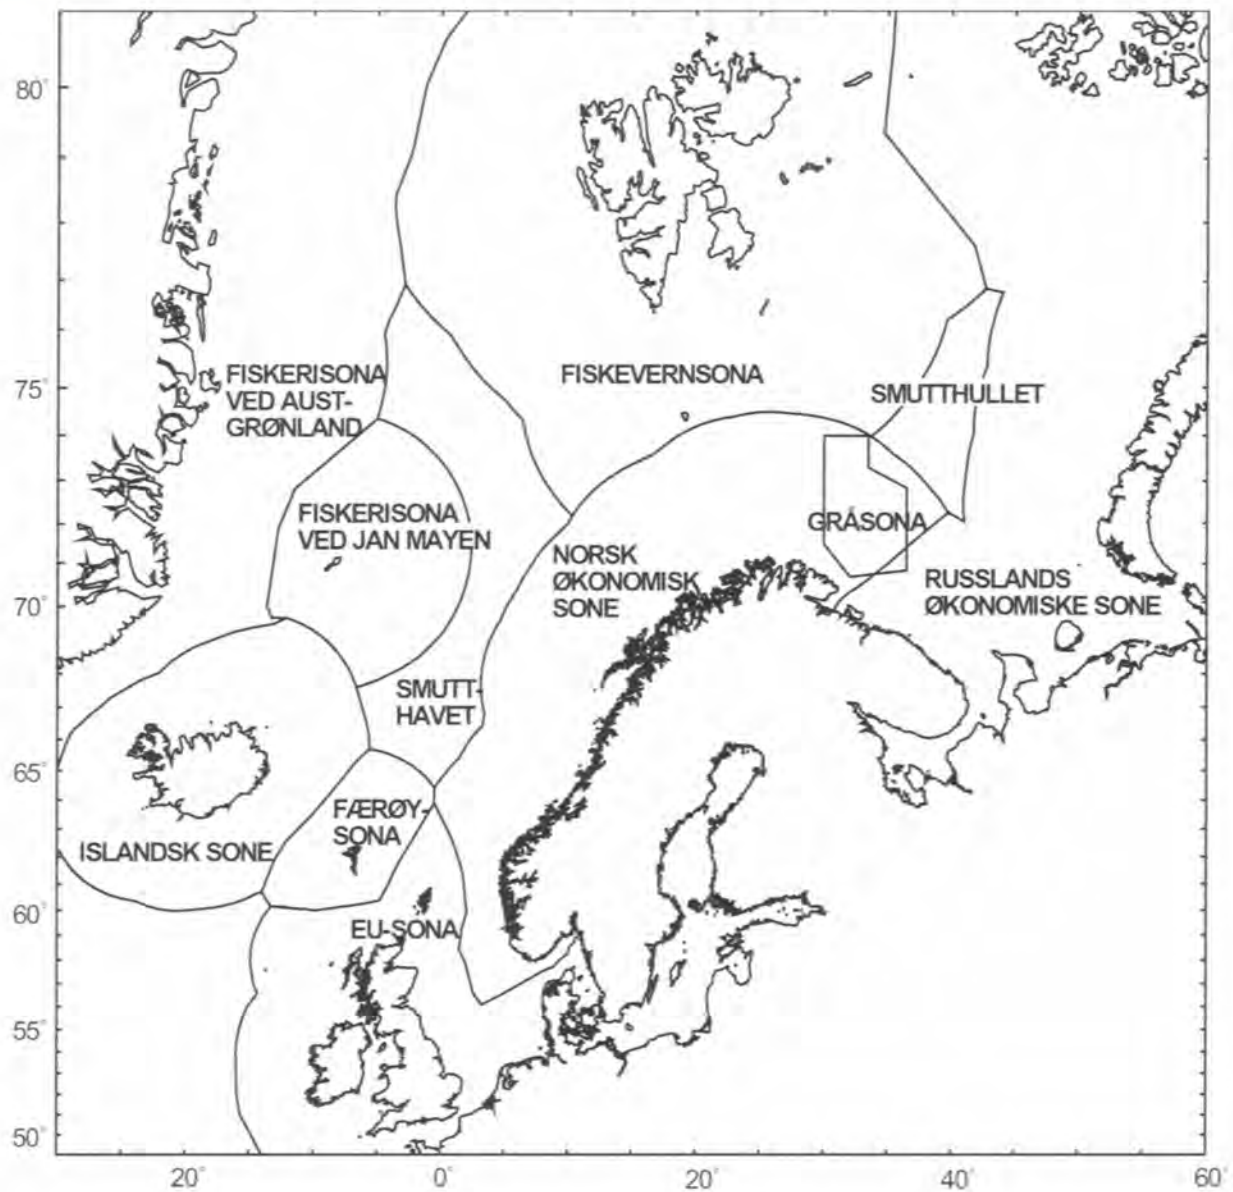 80°
75°
70°
65°
60°
55°
50°
FISKERISONA
VED AUST-
GRØNLAND
FISKEVERNSONA
SMUTTHULLET
FISKERISONA
VED JAN MAYEN
GRÅSONA
NORSK
ØKONOMISK
SONE
RUSSLANDS
ØKONOMISKE SONE
SMUTT-
HAVET
FÆRØY-
SONA
ISLANDSK SONE
EU-SONA
20° 0° 20° 40° 60°